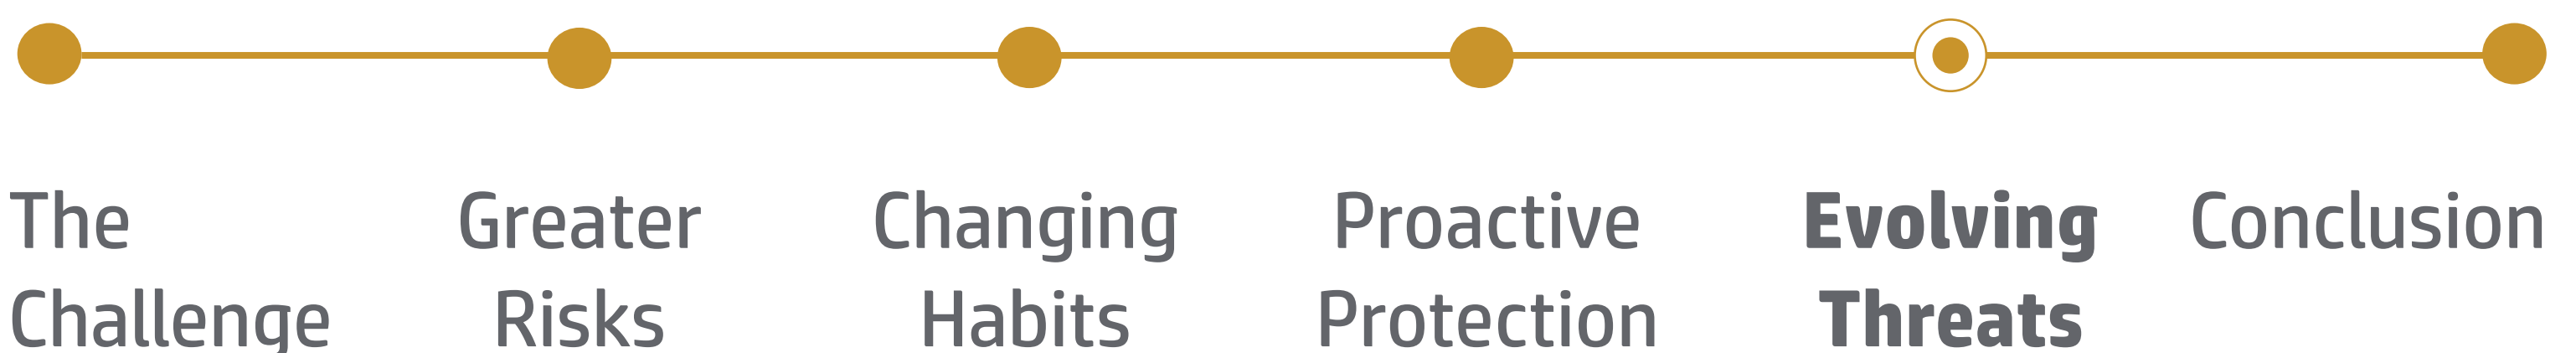 The
Challenge
Greater
Risks
Changing
Habits
Proactive
Protection
Evolving
Threats
Conclusion